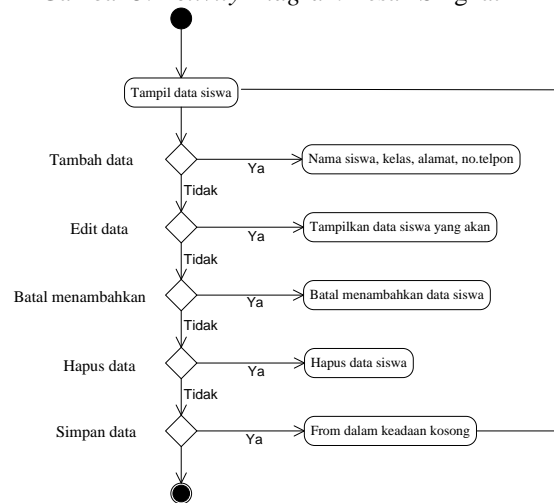 Tampil data siswa
Tambah data
Ya
Nama siswa, kelas, alamat, no.telpon
Tidak
Edit data
Ya
Tampilkan data siswa yang akan
Tidak
Batal menambahkan
Ya
Batal menambahkan data siswa
Tidak
Hapus data
Ya
Hapus data siswa
Tidak
Simpan data
Ya
From dalam keadaan kosong